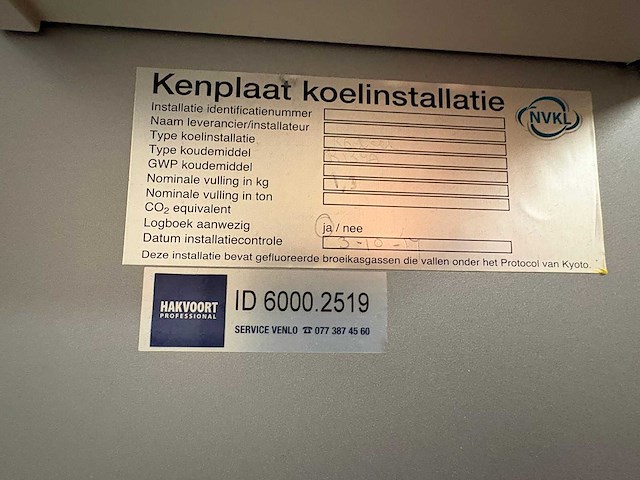 Kenplaat koelinstallatie
NVKL
Installatie identificatienummer
Naam leverancier/installateur
Type koelinstallatie
Type koudemiddel
GWP koudemiddel
Nominale vulling in kg
Nominale vulling in ton
CO2 equivalent
Logboek aanwezig ja / nee
Datum installatiecontrole
Deze installatie bevat gefluoreerde broeikasgassen die vallen onder het Protocol van Kyoto.
HAKVOORT
PROFESSIONAL
ID 6000.2519
SERVICE VENLO ☎ 077 387 45 60